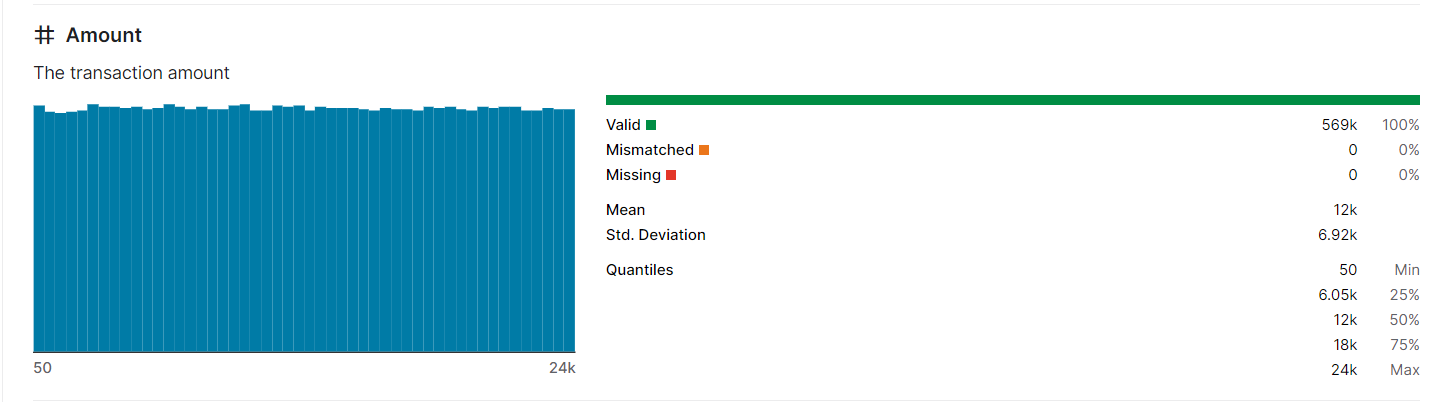 Amount
The transaction amount
50 24k
Valid 569k 100%
Mismatched 0 0%
Missing 0 0%
Mean 12k
Std. Deviation 6.92k
Quantiles 50 Min
6.05k 25%
12k 50%
18k 75%
24k Max